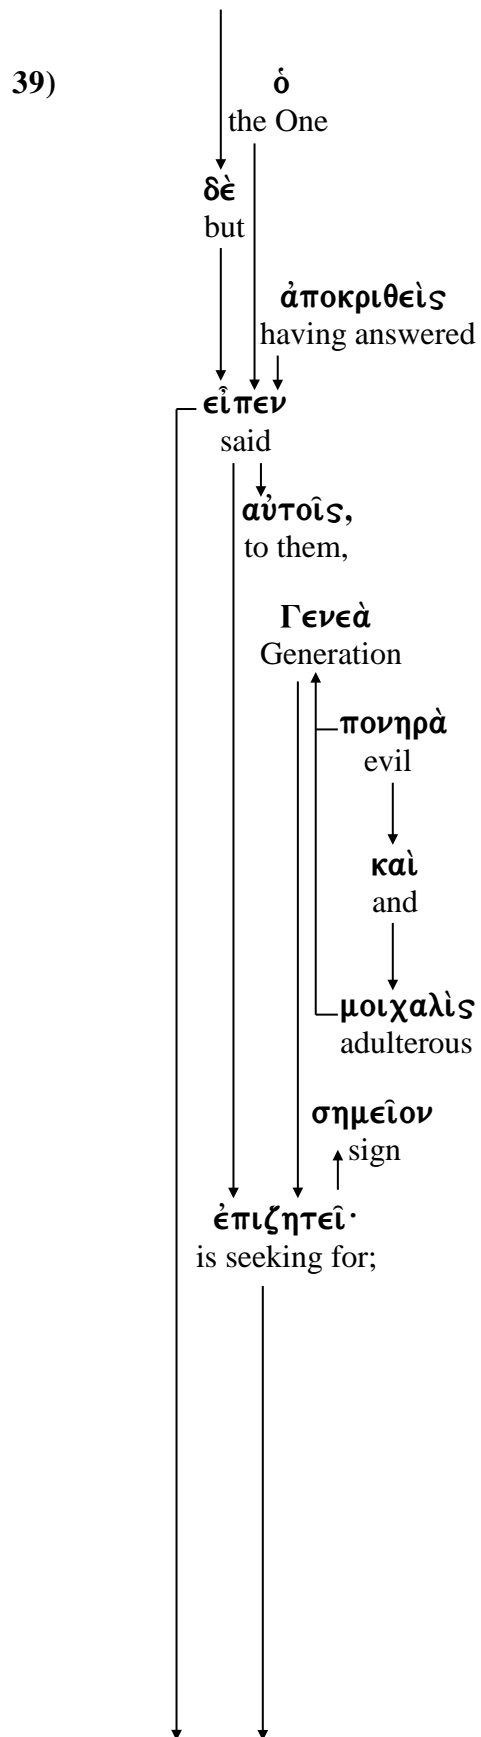 39) ὁ
the One
δὲ
but
ἀποκριθεὶς
having answered
εἶπεν
said
αὐτοῖς,
to them,
Γενεὰ
Generation
πονηρὰ
evil
καὶ
and
μοιχαλὶς
adulterous
σημεῖον
sign
ἐπιζητεῖ·
is seeking for;